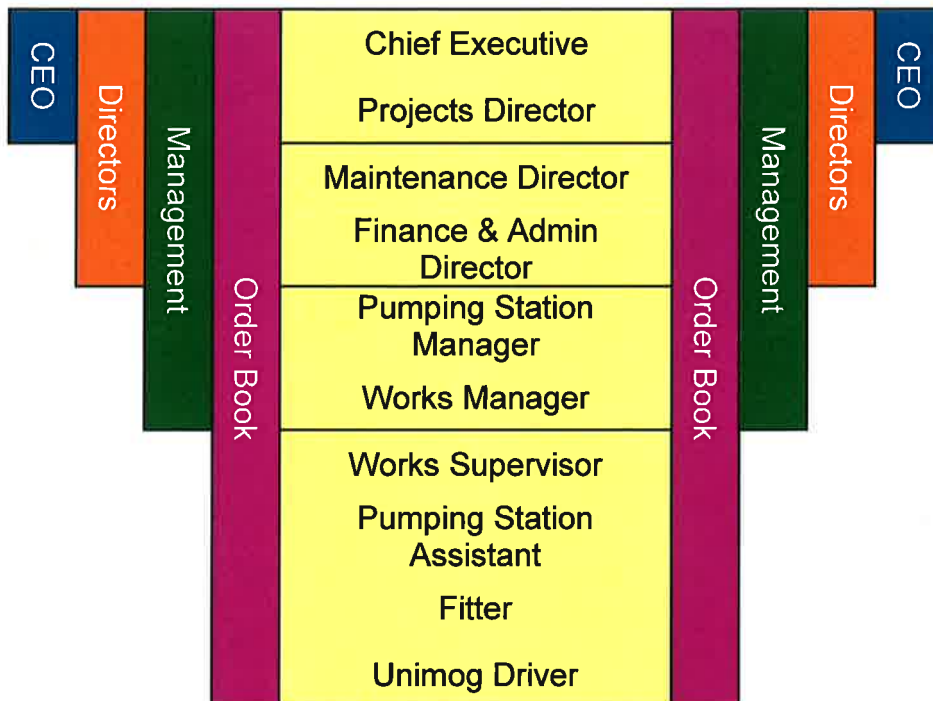 CEO
Directors
Management
Order Book
Chief Executive
Projects Director
Maintenance Director
Finance & Admin
Director
Pumping Station
Manager
Works Manager
Works Supervisor
Pumping Station
Assistant
Fitter
Unimog Driver
Order Book
Management
Directors
CEO